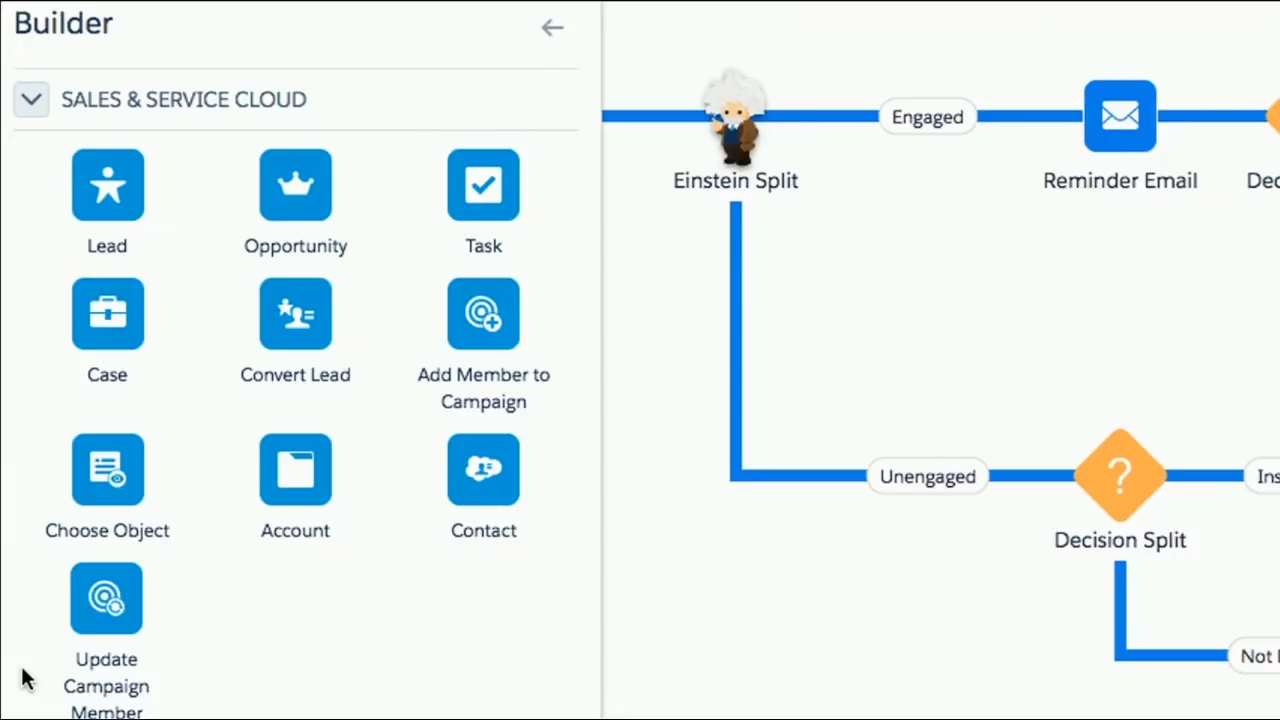 Builder
SALES & SERVICE CLOUD
Lead
Opportunity
Task
Case
Convert Lead
Add Member to
Campaign
Choose Object
Account
Contact
Update
Campaign
Member
Engaged
Einstein Split
Reminder Email
Unengaged
?
Decision Split
Not